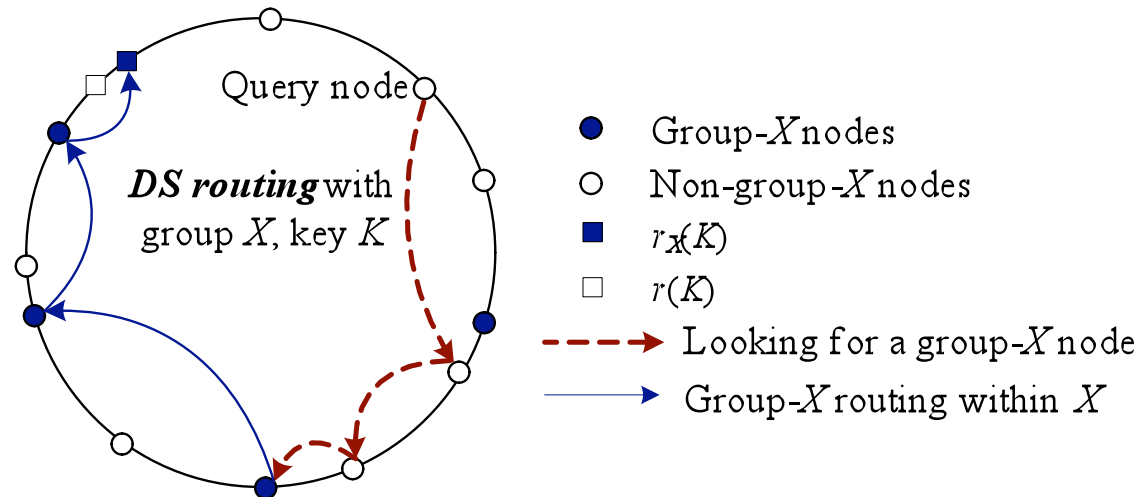 Query node
DS routing with
group X, key K
Group-X nodes
Non-group-X nodes
rX(K)
r(K)
Looking for a group-X node
Group-X routing within X